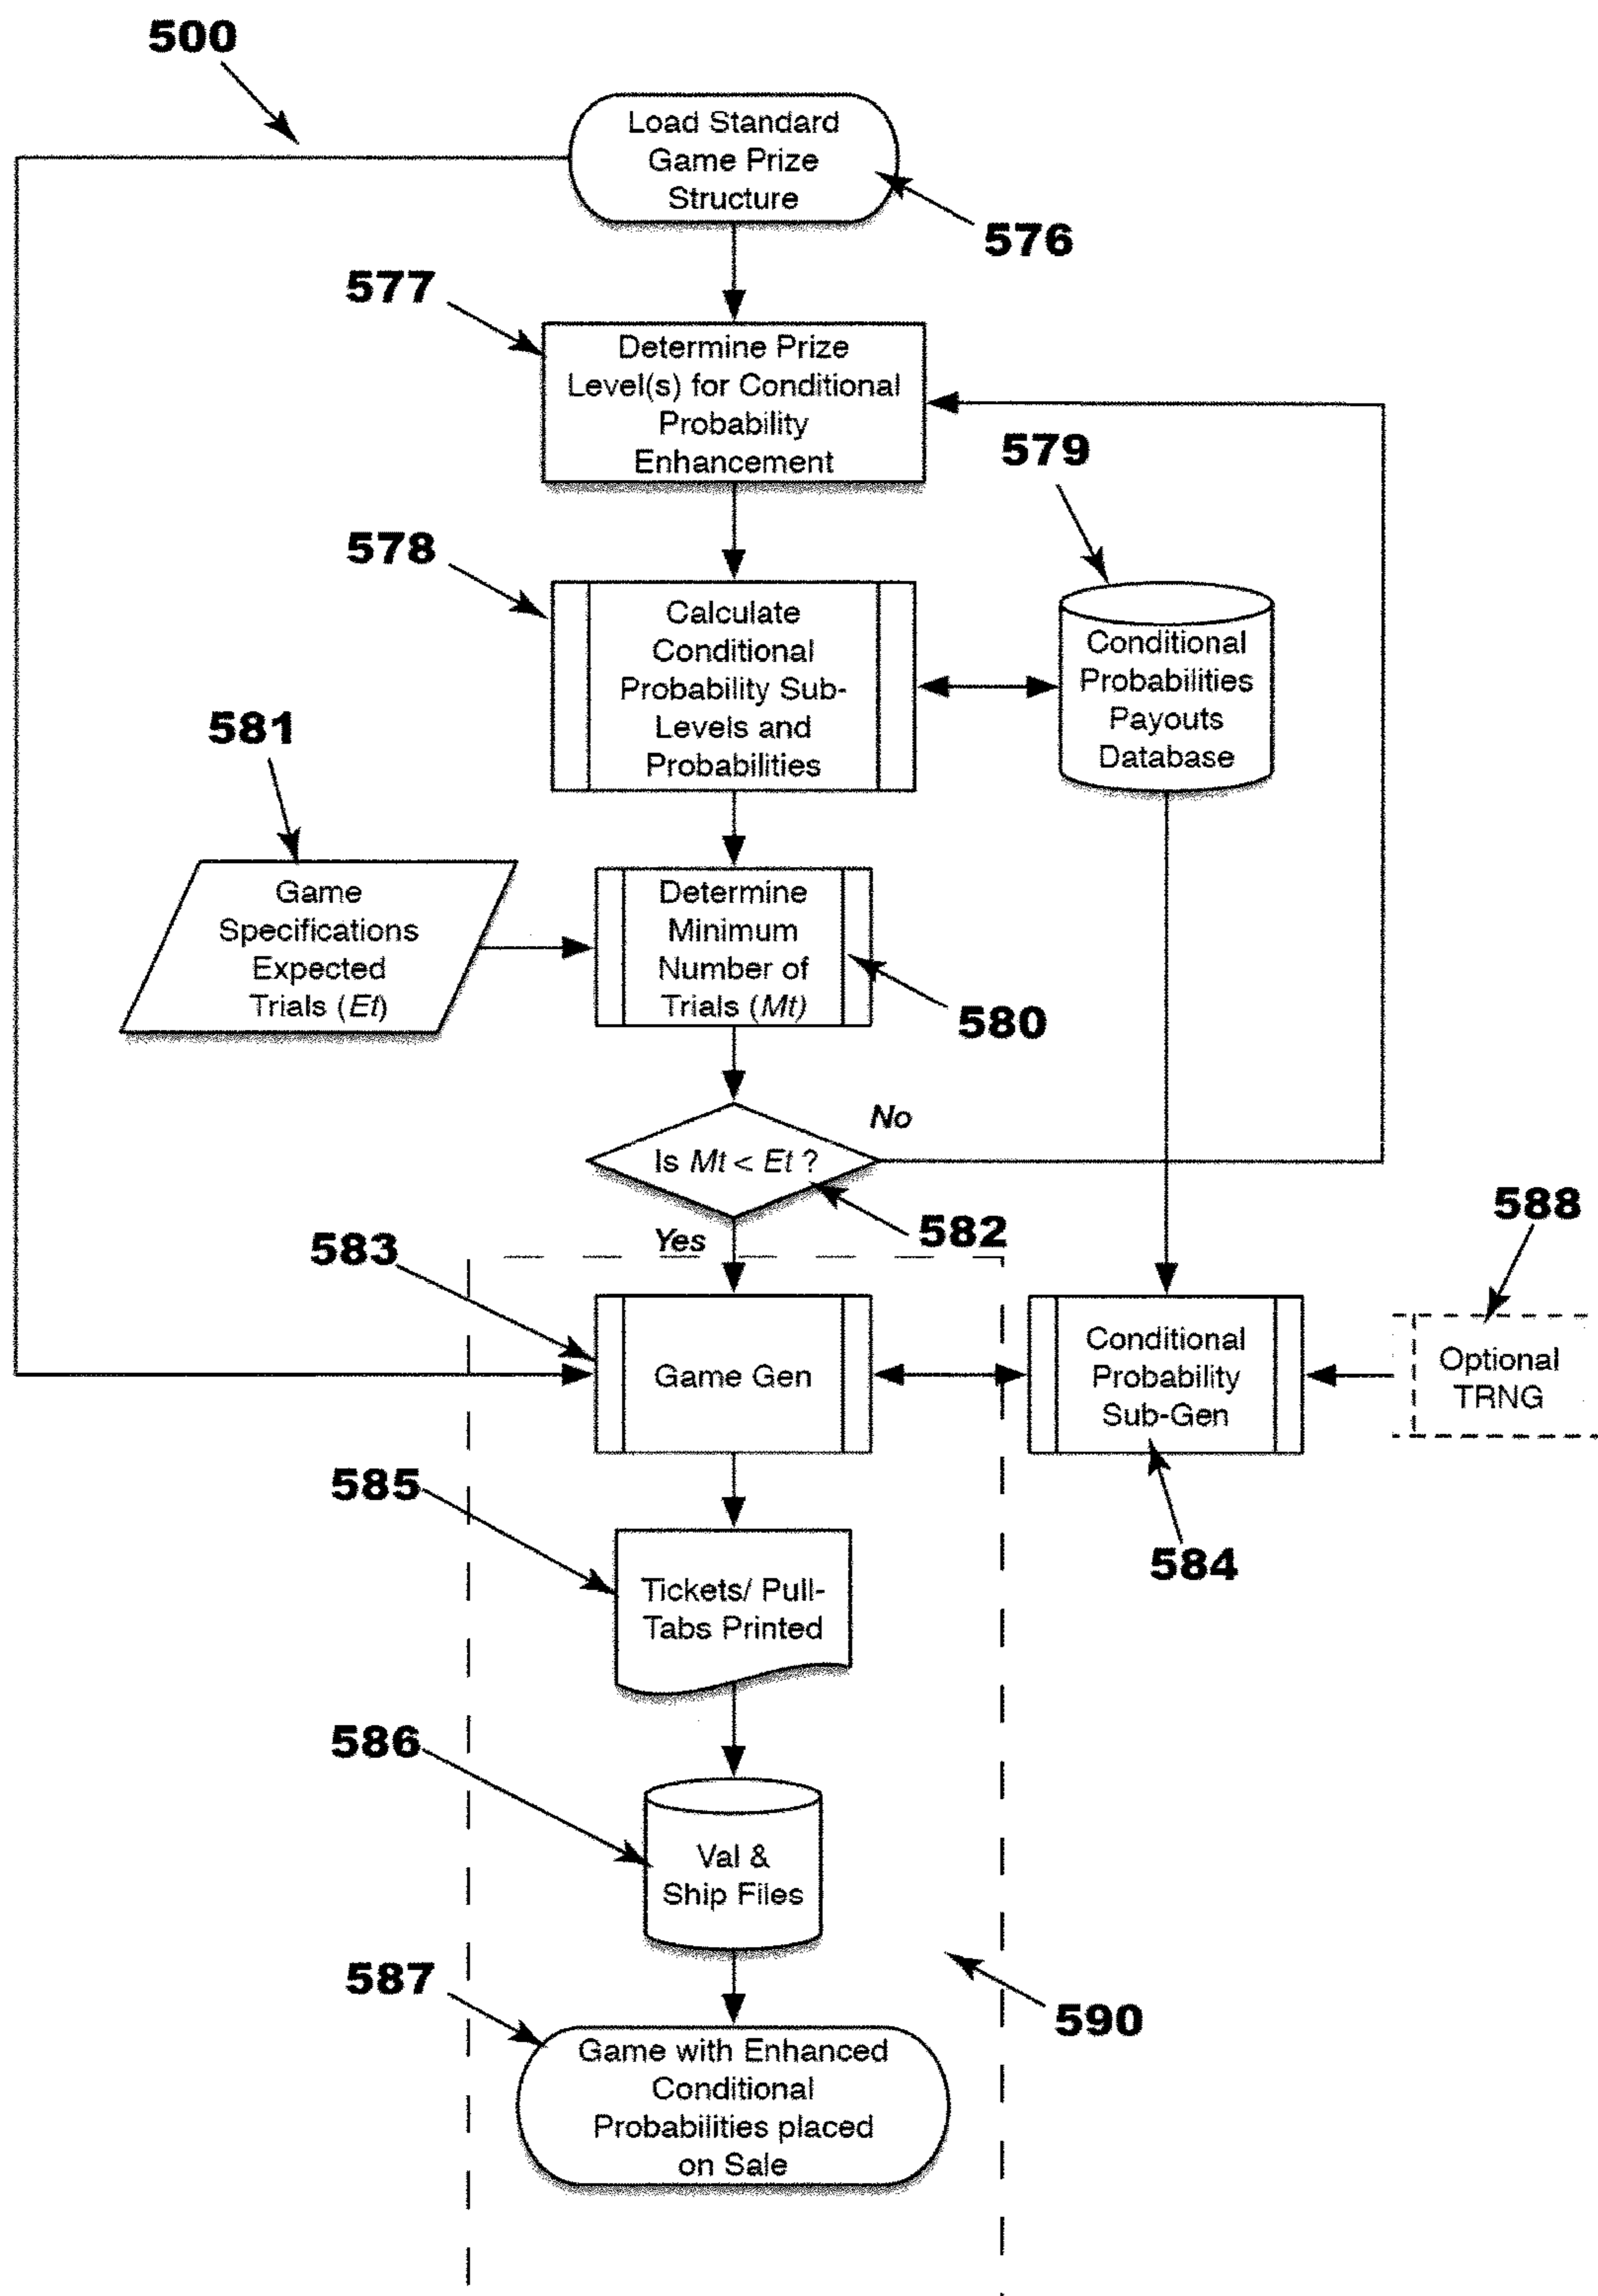 500
Load Standard
Game Prize
Structure
576
577
Determine Prize
Level(s) for Conditional
Probability
Enhancement
579
578
Calculate
Conditional
Probability Sub-
Levels and
Probabilities
Conditional
Probabilities
Payouts
Database
581
Game
Specifications
Expected
Trials (Et)
Determine
Minimum
Number of
Trials (Mt)
580
No
Is Mt < Et ?
582
Yes
588
583
Game Gen
Conditional
Probability
Sub-Gen
Optional
TRNG
585
584
Tickets/ Pull-
Tabs Printed
586
Val &
Ship Files
587
590
Game with Enhanced
Conditional
Probabilities placed
on Sale